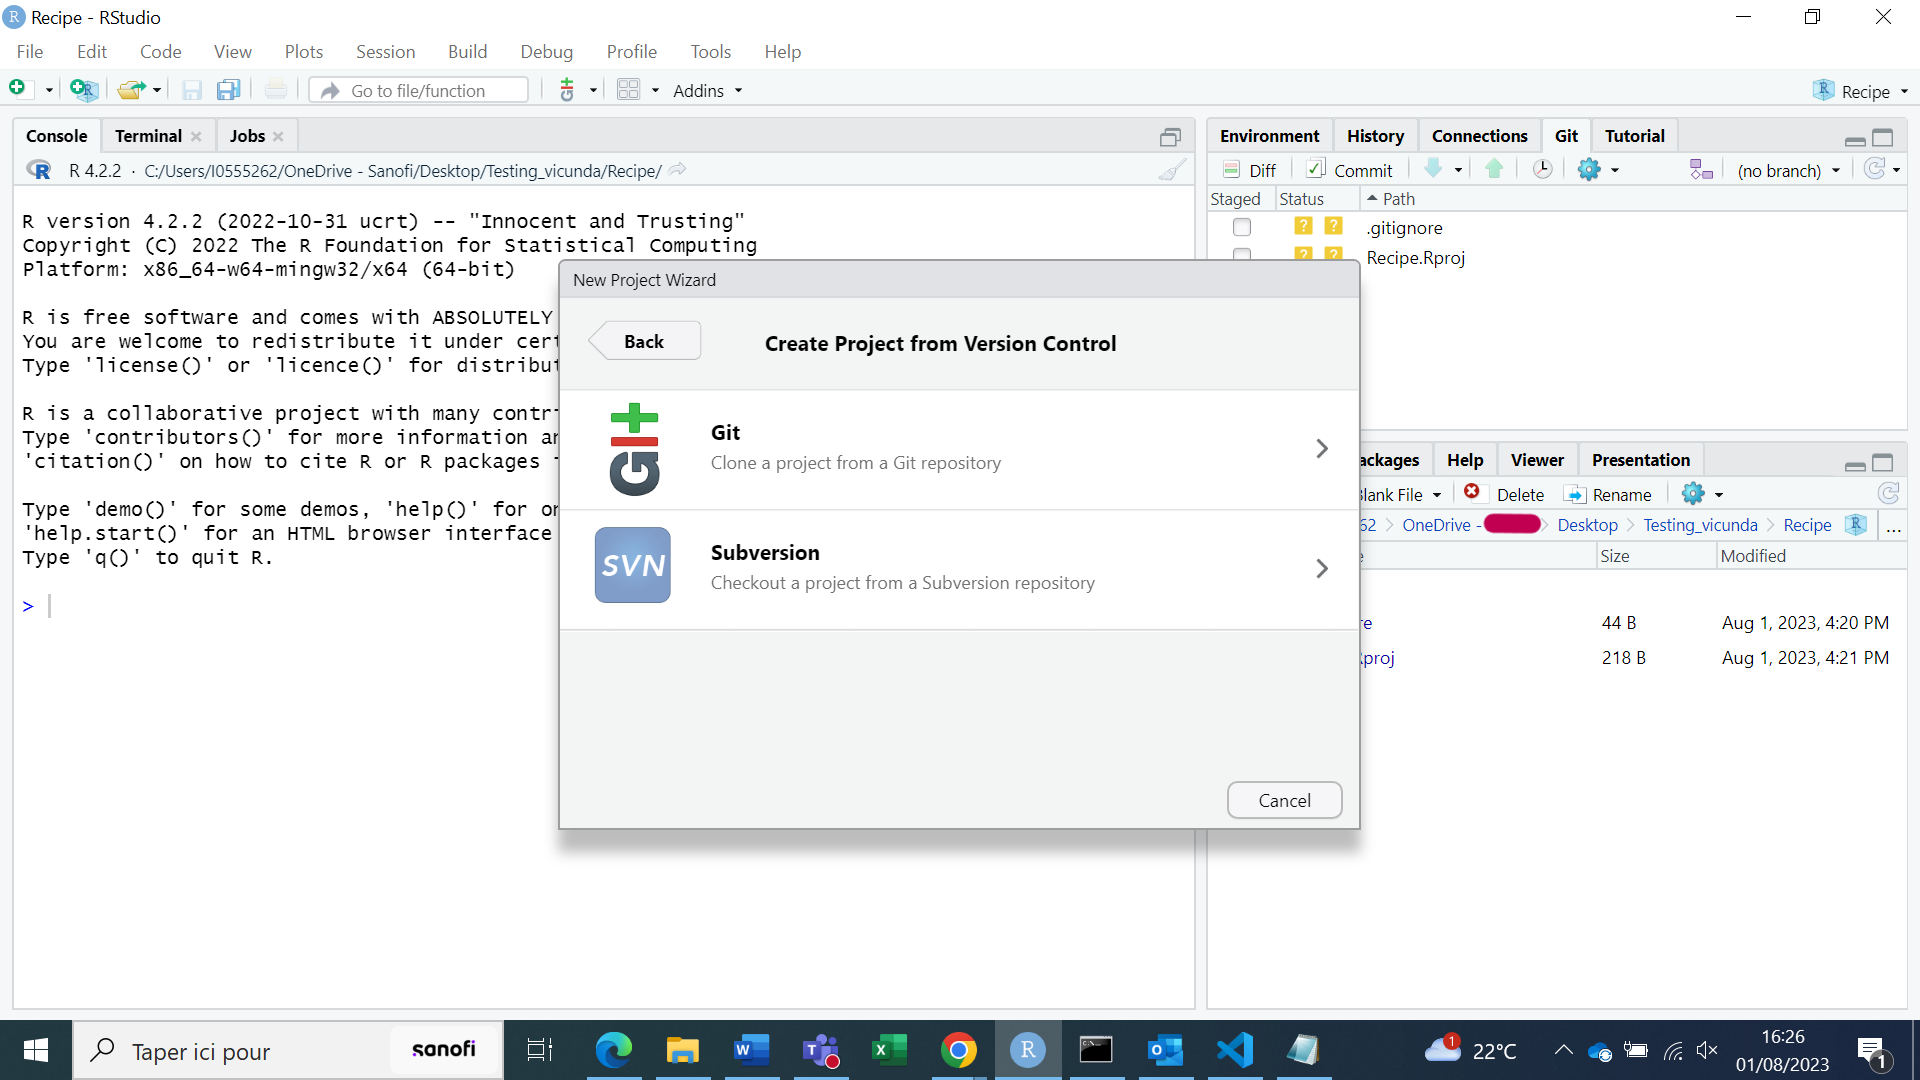 Recipe - RStudio
File Edit Code View Plots Session Build Debug Profile Tools Help
Go to file/function Addins Recipe
Console Terminal Jobs
R 4.2.2 · C:/Users/I0555262/OneDrive - Sanofi/Desktop/Testing_vicunda/Recipe/
R version 4.2.2 (2022-10-31 ucrt) -- "Innocent and Trusting"
Copyright (C) 2022 The R Foundation for Statistical Computing
Platform: x86_64-w64-mingw32/x64 (64-bit)
R is free software and comes with ABSOLUTELY
You are welcome to redistribute it under cer
Type 'license()' or 'licence()' for distribu
R is a collaborative project with many contr
Type 'contributors()' for more information a
'citation()' on how to cite R or R packages
Type 'demo()' for some demos, 'help()' for o
'help.start()' for an HTML browser interface
Type 'q()' to quit R.
>
Environment History Connections Git Tutorial
Diff Commit (no branch)
Staged Status Path
? ? .gitignore
? ? Recipe.Rproj
New Project Wizard
Back Create Project from Version Control
git
Git
Clone a project from a Git repository
SVN
Subversion
Checkout a project from a Subversion repository
Cancel
ackages Help Viewer Presentation
lank File Delete Rename
62 OneDrive - Desktop Testing_vicunda Recipe ...
e Size Modified
re 44 B Aug 1, 2023, 4:20 PM
proj 218 B Aug 1, 2023, 4:21 PM
Taper ici pour sanofi 1 22°C 16:26
01/08/2023 1